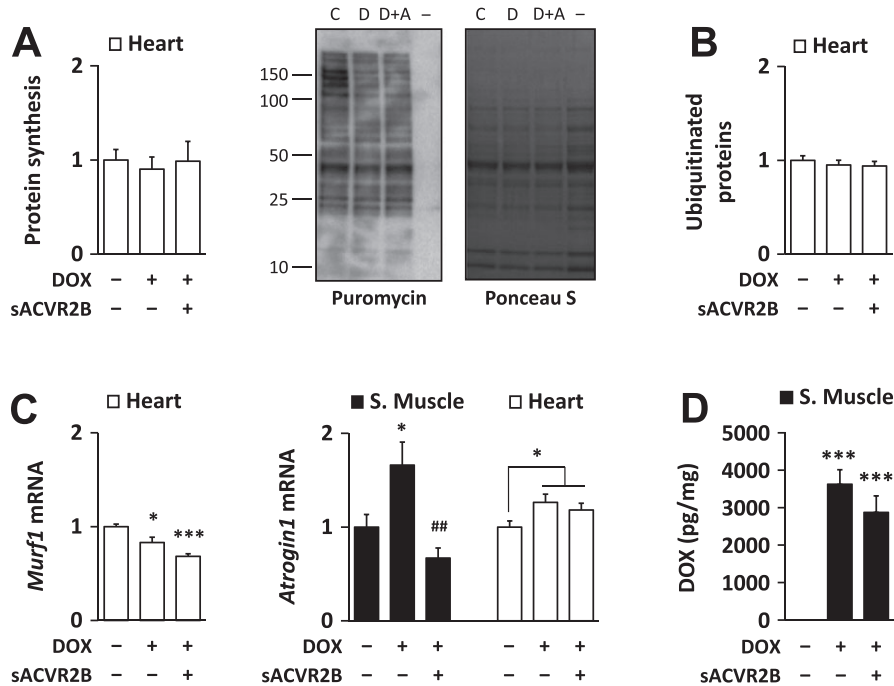 A
□ Heart
Protein synthesis
2
1
0
DOX – + +
sACVR2B – – +
C D D+A –
150
100
50
25
10
Puromycin
C D D+A –
Ponceau S
B
□ Heart
Ubiquitinated
proteins
2
1
0
DOX – + +
sACVR2B – – +
C
□ Heart
Murf1 mRNA
2
1
0
* ***
DOX – + +
sACVR2B – – +
■ S. Muscle □ Heart
Atrogin1 mRNA
2
1
0
* ## *
DOX – + + – + +
sACVR2B – – + – – +
D
■ S. Muscle
DOX (pg/mg)
5000
4000
3000
2000
1000
0
*** ***
DOX – + +
sACVR2B – – +